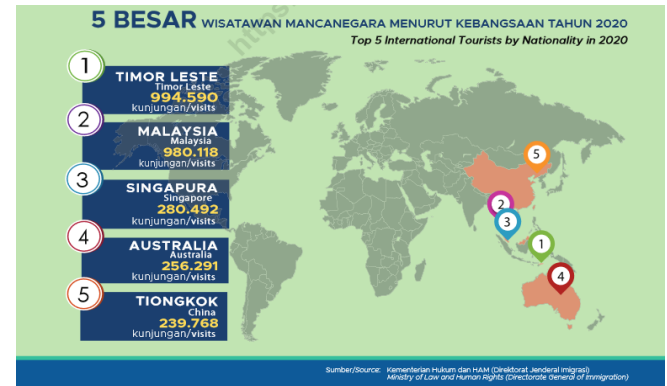 5 BESAR WISATAWAN MANCANEGARA MENURUT KEBANGSAAN TAHUN 2020
Top 5 International Tourists by Nationality in 2020
1
TIMOR LESTE
Timor Leste
994.590
kunjungan/visits
2
MALAYSIA
Malaysia
980.118
kunjungan/visits
3
SINGAPURA
Singapore
280.492
kunjungan/visits
4
AUSTRALIA
Australia
256.291
kunjungan/visits
5
TIONGKOK
China
239.768
kunjungan/visits
5
2
3
1
4
Sumber/Source: Kementerian Hukum dan HAM (Direktorat Jenderal Imigrasi)
Ministry of Law and Human Rights (Directorate General of Immigration)